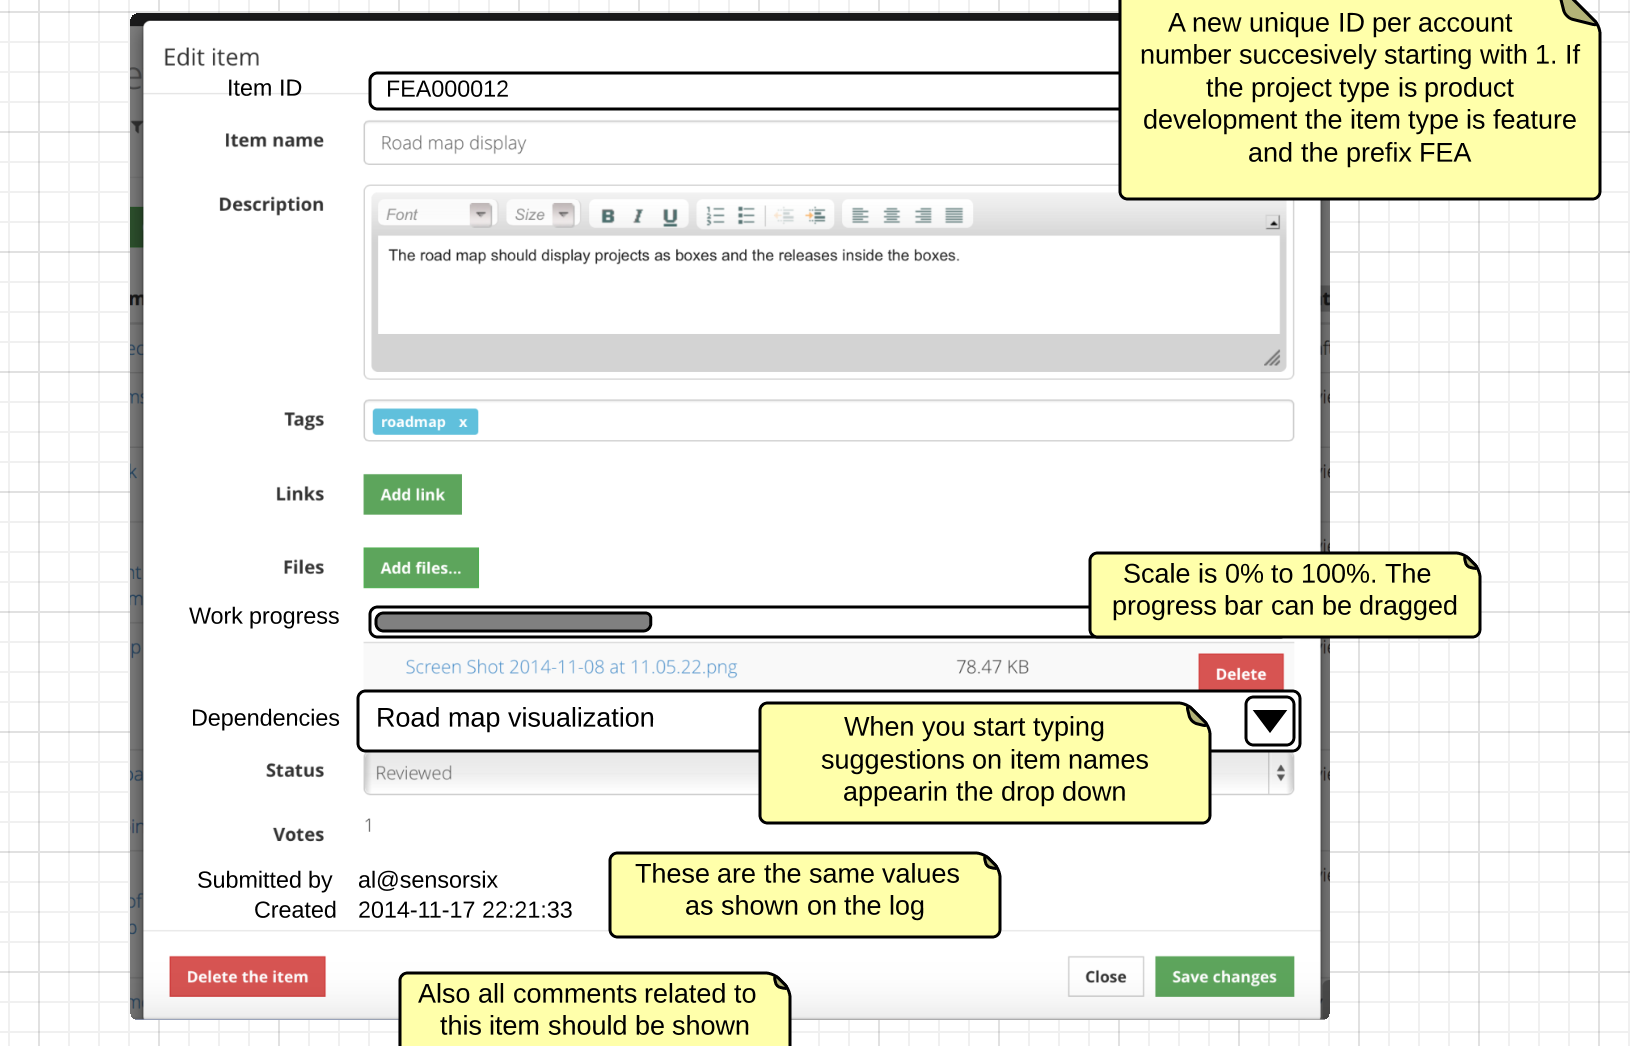 A new unique ID per account
number succesively starting with 1. If
the project type is product
development the item type is feature
and the prefix FEA
Edit item
Item ID FEA000012
Item name Road map display
Description
Font Size B I U
The road map should display projects as boxes and the releases inside the boxes.
Tags roadmap x
Links Add link
Files Add files...
Scale is 0% to 100%. The
progress bar can be dragged
Work progress
Screen Shot 2014-11-08 at 11.05.22.png 78.47 KB Delete
Dependencies Road map visualization
When you start typing
suggestions on item names
appearin the drop down
Status Reviewed
Votes 1
Submitted by al@sensorsix
Created 2014-11-17 22:21:33
These are the same values
as shown on the log
Delete the item Close Save changes
Also all comments related to
this item should be shown